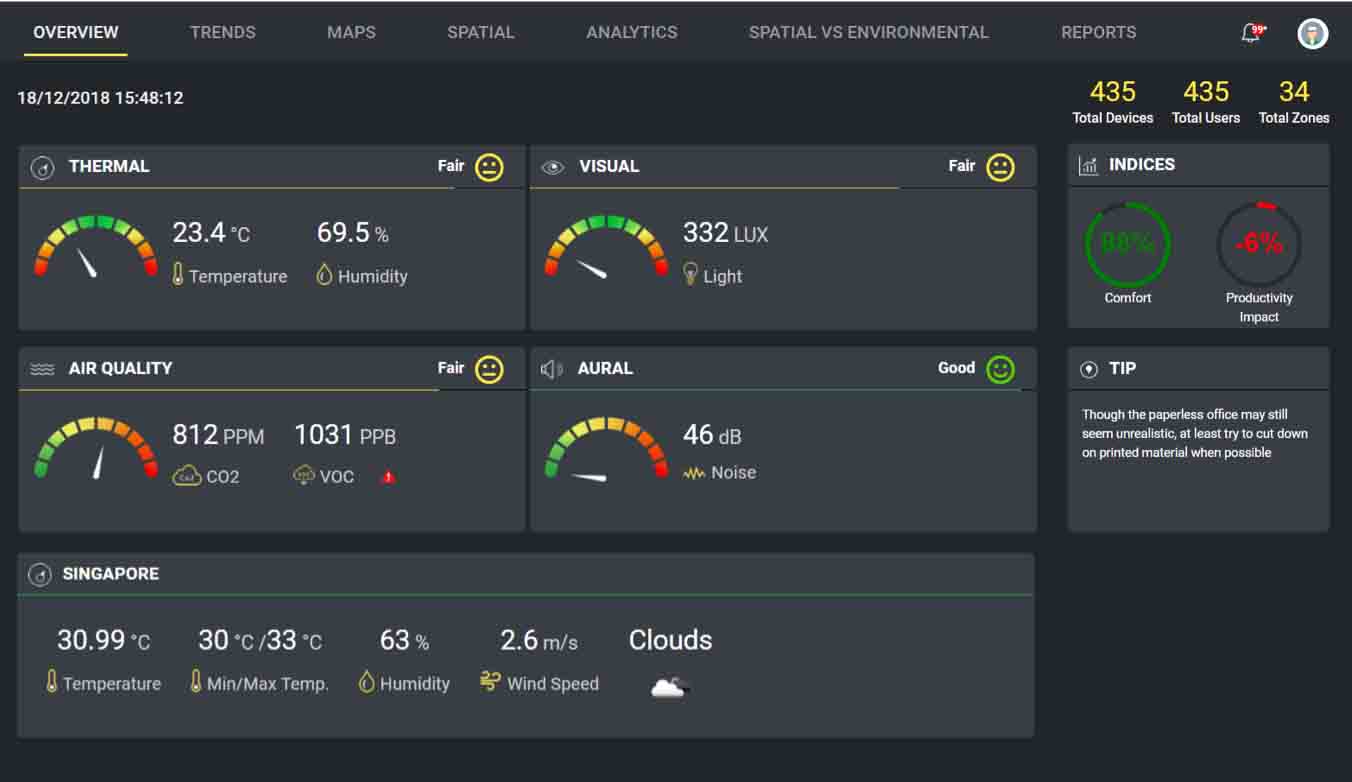 OVERVIEW TRENDS MAPS SPATIAL ANALYTICS SPATIAL VS ENVIRONMENTAL REPORTS 99+
18/12/2018 15:48:12
435 435 34
Total Devices Total Users Total Zones
THERMAL Fair
23.4 °C 69.5 %
Temperature Humidity
VISUAL Fair
332 LUX
Light
INDICES
88% -6%
Comfort Productivity
Impact
AIR QUALITY Fair
812 PPM 1031 PPB
CO2 VOC
AURAL Good
46 dB
Noise
TIP
Though the paperless office may still
seem unrealistic, at least try to cut down
on printed material when possible
SINGAPORE
30.99 °C 30 °C /33 °C 63 % 2.6 m/s Clouds
Temperature Min/Max Temp. Humidity Wind Speed